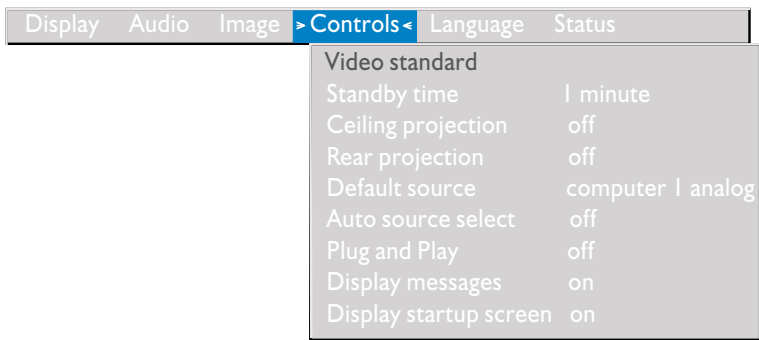 Display Audio Image > Controls < Language Status
Video standard
Standby time 1 minute
Ceiling projection off
Rear projection off
Default source computer 1 analog
Auto source select off
Plug and Play off
Display messages on
Display startup screen on